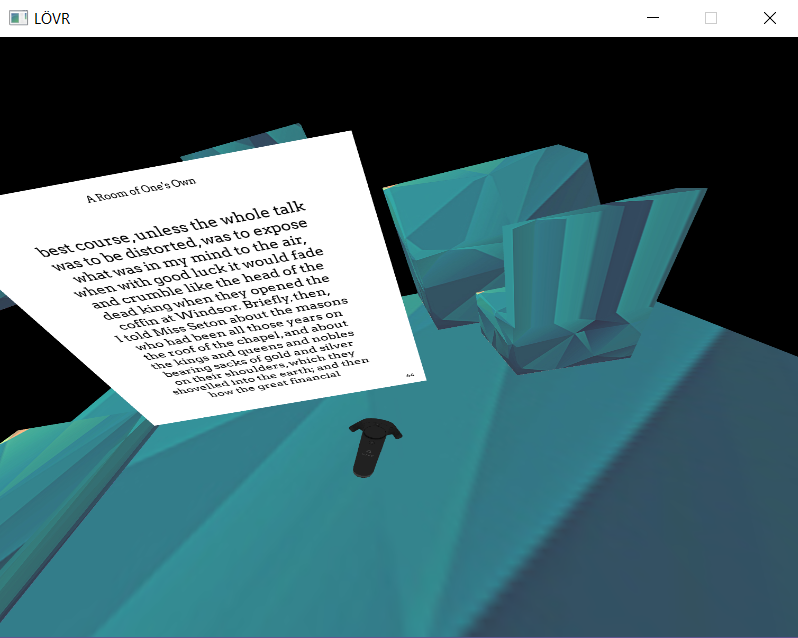 LÖVR
A Room of One's Own
best course, unless the whole talk
was to be distorted, was to expose
what was in my mind to the air,
when with good luck it would fade
and crumble like the head of the
dead king when they opened the
coffin at Windsor. Briefly, then,
I told Miss Seton about the masons
who had been all those years on
the roof of the chapel, and about
the kings and queens and nobles
bearing sacks of gold and silver
on their shoulders, which they
shovelled into the earth; and then
how the great financial